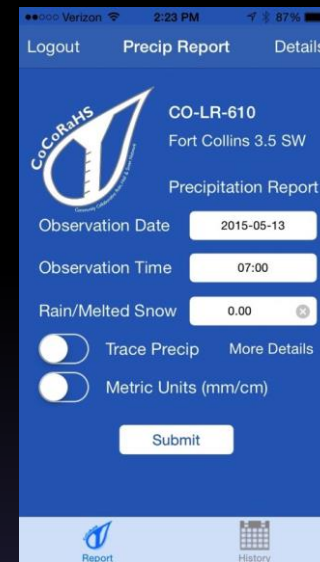 Verizon 2:23 PM 87%
Logout Precip Report Details
CoCoRaHS
CO-LR-610
Fort Collins 3.5 SW
Precipitation Report
Observation Date 2015-05-13
Observation Time 07:00
Rain/Melted Snow 0.00
Trace Precip More Details
Metric Units (mm/cm)
Submit
Report History